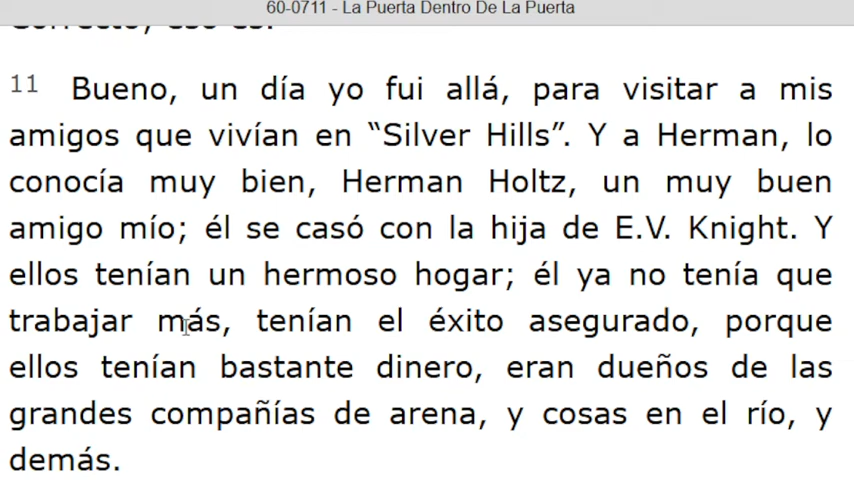 60-0711 - La Puerta Dentro De La Puerta
Correcto, eso es.
11 Bueno, un día yo fui allá, para visitar a mis
amigos que vivían en “Silver Hills”. Y a Herman, lo
conocía muy bien, Herman Holtz, un muy buen
amigo mío; él se casó con la hija de E.V. Knight. Y
ellos tenían un hermoso hogar; él ya no tenía que
trabajar más, tenían el éxito asegurado, porque
ellos tenían bastante dinero, eran dueños de las
grandes compañías de arena, y cosas en el río, y
demás.